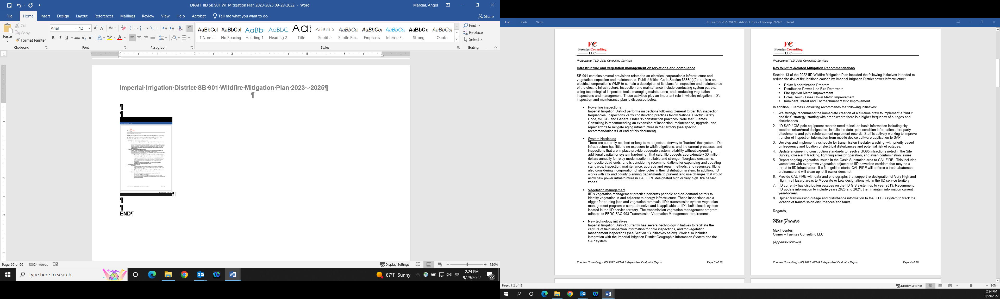 DRAFT IID SB 901 WF Mitigation Plan 2023-2025 09-29-2022 - Word
Marcial, Angel
File Home Insert Design Layout References Mailings Review View Help Acrobat Tell me what you want to do
Share
Paste
Cut
Copy
Format Painter
Clipboard
Arial 12
Font
Paragraph
AaBbCcI AaBbCcI AaBb( AaBbC AaI AaBbCc AaBbCc AaBbCc AaBbCc AaBbCc AaBbCc
¶ Normal No Spacing Heading 1 Heading 2 Title Subtitle Subtle Em... Emphasis Intense E... Strong Quote
Styles
Find
Replace
Select
Editing
Imperial·Irrigation·District·SB·901·Wildfire·Mitigation·Plan·2023·-·2025¶
¶
¶
¶
¶
¶
¶
END¶
Page 66 of 66 13024 words
Display Settings
120%
Type here to search
87°F Sunny
2:24 PM
9/29/2022
22
File Tools View
IID-Fuentes 2022 WFMP Advice Letter v3 backup 092922 - Word
FC
Fuentes Consulting
LLC
Professional T&D Utility Consulting Services
Infrastructure and vegetation management observations and compliance
SB 901 contains several provisions related to an electrical corporation's infrastructure and
vegetation inspection and maintenance. Public Utilities Code Section 8386(c)(9) requires an
electrical corporation's WMP to contain a description of its plans for inspection and maintenance
of the electric infrastructure. Inspection and maintenance include conducting system patrols,
using technological inspection tools, managing maintenance, and conducting vegetation
inspections and management. These activities play an important role in wildfire mitigation. IID's
inspection and maintenance plan is discussed below.
▪ Powerline inspections
Imperial Irrigation District performs inspections following General Order 165 inspection
frequencies. Inspections verify construction practices follow National Electric Safety
Code, WECC, and General Order 95 construction practices. Note that Fuentes
Consulting is recommending an expansion of inspection, maintenance, upgrade, and
repair efforts to mitigate aging infrastructure in the territory (see specific
recommendation #1 at end of this document).
▪ System Hardening
There are currently no short or long-term projects underway to “harden” the system. IID's
infrastructure has little to no exposure to wildfire ignitions, and the current processes and
inspections that are in place provide adequate system reliability without expending
additional capital for system hardening. That said, IID budgets approximately $3 million
dollars annually for relay modernization, reliable and stronger fiberglass crossarms,
composite dead-ends, and is considering recommendations for expanding and updating
standards, inspection, maintenance, upgrade and repair methods, and resources. IID is
also considering incorporation of steel poles in their distribution system. In addition, IID
works with city and county planning departments to prevent land use changes that would
allow new power infrastructure in CAL FIRE designated high or very high fire hazard
zones.
▪ Vegetation management
IID's vegetation management practice performs periodic and on-demand patrols to
identify vegetation in and adjacent to energy infrastructure. These inspections are a
trigger for pruning jobs and vegetation removals. IID's transmission system vegetation
management program is comprehensive and is applicable to IID's bulk electric system
located in the IID service territory. The transmission vegetation management program
adheres to FERC FAC-003 Transmission Vegetation Management requirements.
▪ New technology initiatives
Imperial Irrigation District currently has several technology initiatives to facilitate the
capture of field inspection information for pole inspections, and for vegetation
management inspections (see Section 13 initiatives below). Work also includes
integration with the Imperial Irrigation District Geographic Information System and the
SAP system.
Fuentes Consulting – IID 2022 WFMP Independent Evaluator Report Page 3 of 18
FC
Fuentes Consulting
LLC
Professional T&D Utility Consulting Services
Key Wildfire-Related Mitigation Recommendations
Section 13 of the 2022 IID Wildfire Mitigation Plan included the following initiatives intended to
reduce the risk of fire ignitions caused by Imperial Irrigation District power infrastructure:
▪ Relay Modernization Program
▪ Distribution Power Line Bird Deterrents
▪ Fire Ignition Metric Improvement
▪ Poles Down / Lines Down Metric Improvement
▪ Imminent Threat and Encroachment Metric Improvement
In addition, Fuentes Consulting recommends the following initiatives:
1. We strongly recommend the immediate creation of a full-time crew to implement a “find it
and fix it” strategy, starting with areas where there is a higher frequency of outages and
disturbances.
2. IID SAP / GIS pole equipment records need to include basic information including city
location, urban/rural designation, installation date, pole condition information, third party
attachments and pole reinforcement equipment records. Staff is actively working to improve
transfer of inspection information from mobile device software application to SAP.
3. Develop and implement a schedule for transmission insulator washing, with priority based
on frequency and location of electrical disturbances and potential risk of outages.
4. Update engineering construction standards to resolve GO95 infractions noted in the Site
Survey, cross-arm tracking, lightning arrestor operation, and avian contamination issues.
5. Report ongoing vegetation issues in the Oasis Substation area to CAL FIRE. This includes
vacant lots with overgrown vegetation adjacent to IID powerline corridors that may be a
threat to IID infrastructure if a fire ignition starts. CAL FIRE will enforce a trash abatement
ordinance and will clean up lot if owner does not.
6. Provide CAL FIRE with data and photographs that support re-designation of Very High and
High Fire Hazard areas to Moderate or Low designations within the IID service territory
7. IID currently has distribution outages on the IID GIS system up to year 2019. Recommend
IID update information to include years 2020 and 2021, then maintain information current
year-to-year.
8. Upload transmission outage and disturbance information to the IID GIS system to track the
location of transmission disturbances and faults.
Regards,
Max Fuentes
Max Fuentes
Owner – Fuentes Consulting LLC
(Appendix follows)
Fuentes Consulting – IID 2022 WFMP Independent Evaluator Report Page 4 of 18
Pages 1-2 of 18
Display Settings
90%
2:24 PM
9/29/2022